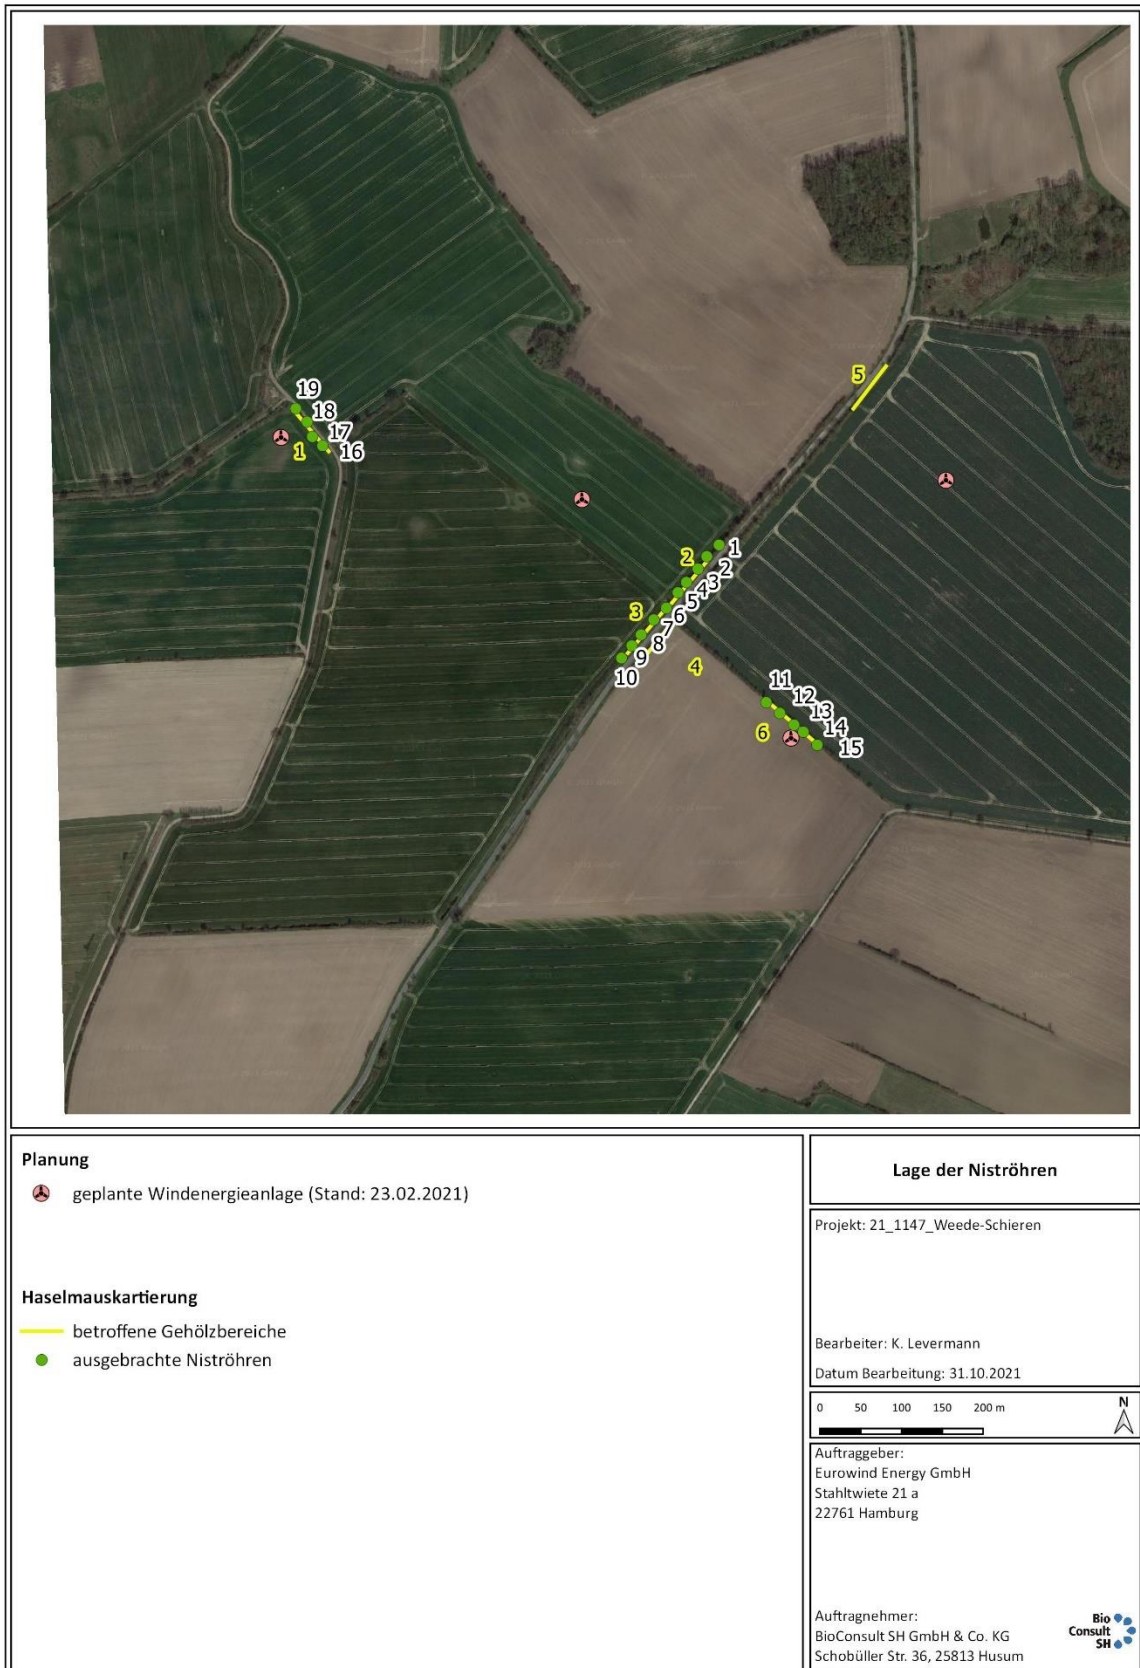 5
19
18
17
16
1
1
2
2
3
4
5
3
6
7
8
9
10
4
11
12
13
14
15
6
Planung
geplante Windenergieanlage (Stand: 23.02.2021)
Haselmauskartierung
betroffene Gehölzbereiche
ausgebrachte Niströhren
Lage der Niströhren
Projekt: 21_1147_Weede-Schieren
Bearbeiter: K. Levermann
Datum Bearbeitung: 31.10.2021
0 50 100 150 200 m
N
Auftraggeber:
Eurowind Energy GmbH
Stahltwiete 21 a
22761 Hamburg
Auftragnehmer:
BioConsult SH GmbH & Co. KG
Schobüller Str. 36, 25813 Husum
Bio
Consult
SH